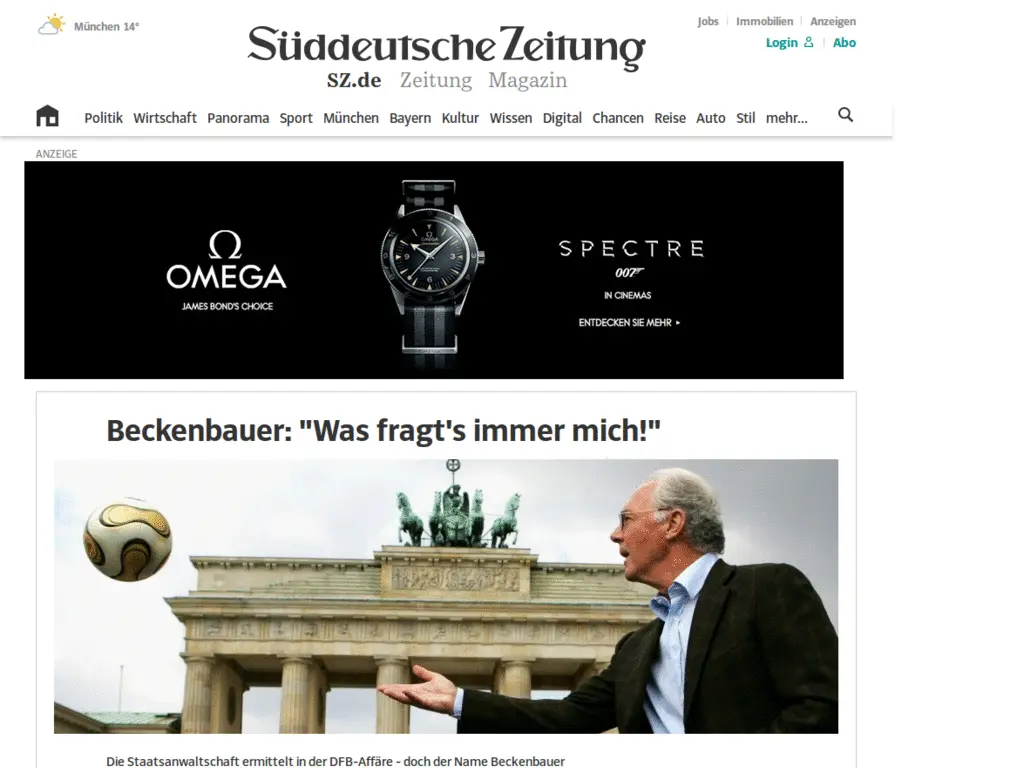 München 14°
Jobs Immobilien Anzeigen
Login Abo
Süddeutsche Zeitung
SZ.de Zeitung Magazin
Politik Wirtschaft Panorama Sport München Bayern Kultur Wissen Digital Chancen Reise Auto Stil mehr...
ANZEIGE
Ω
OMEGA
JAMES BOND'S CHOICE
SPECTRE
007
IN CINEMAS
ENTDECKEN SIE MEHR ▸
Beckenbauer: "Was fragt's immer mich!"
Die Staatsanwaltschaft ermittelt in der DFB-Affäre - doch der Name Beckenbauer